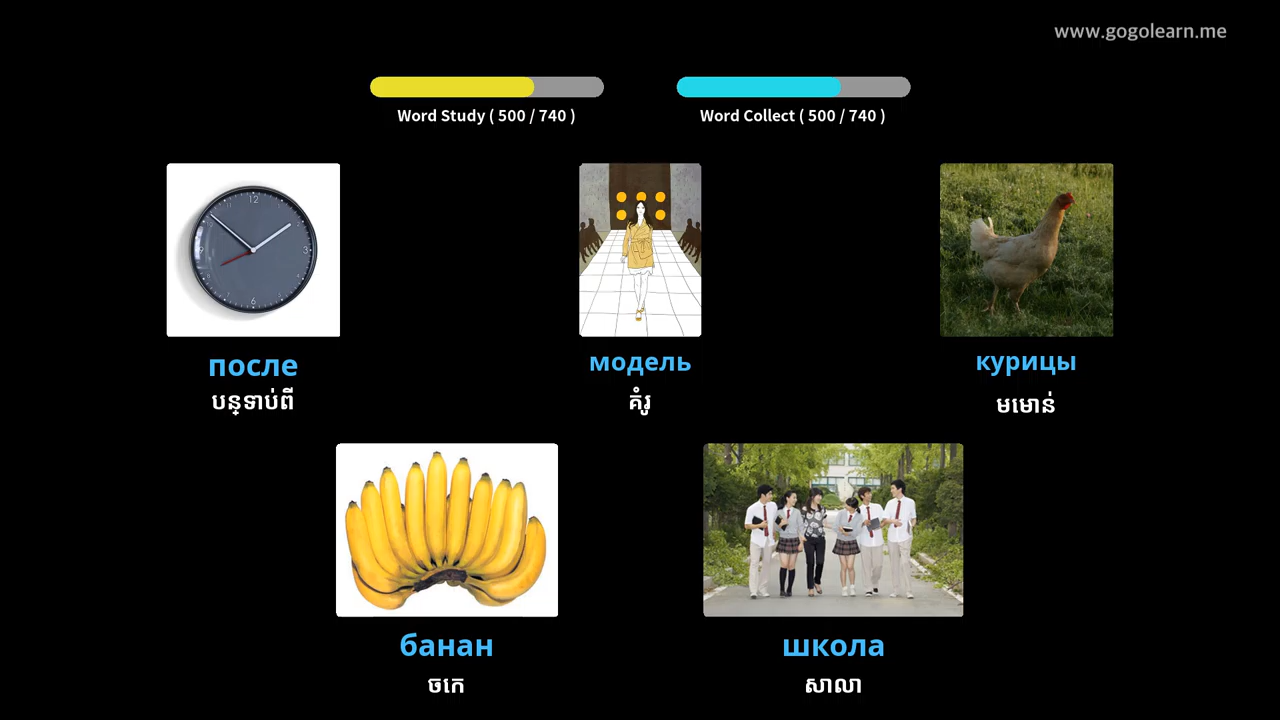 www.gogolearn.me
Word Study ( 500 / 740 )
Word Collect ( 500 / 740 )
после
បន្ទាប់ពី
модель
គំរូ
курицы
មមោន់
банан
ចកេ
школа
សាលា